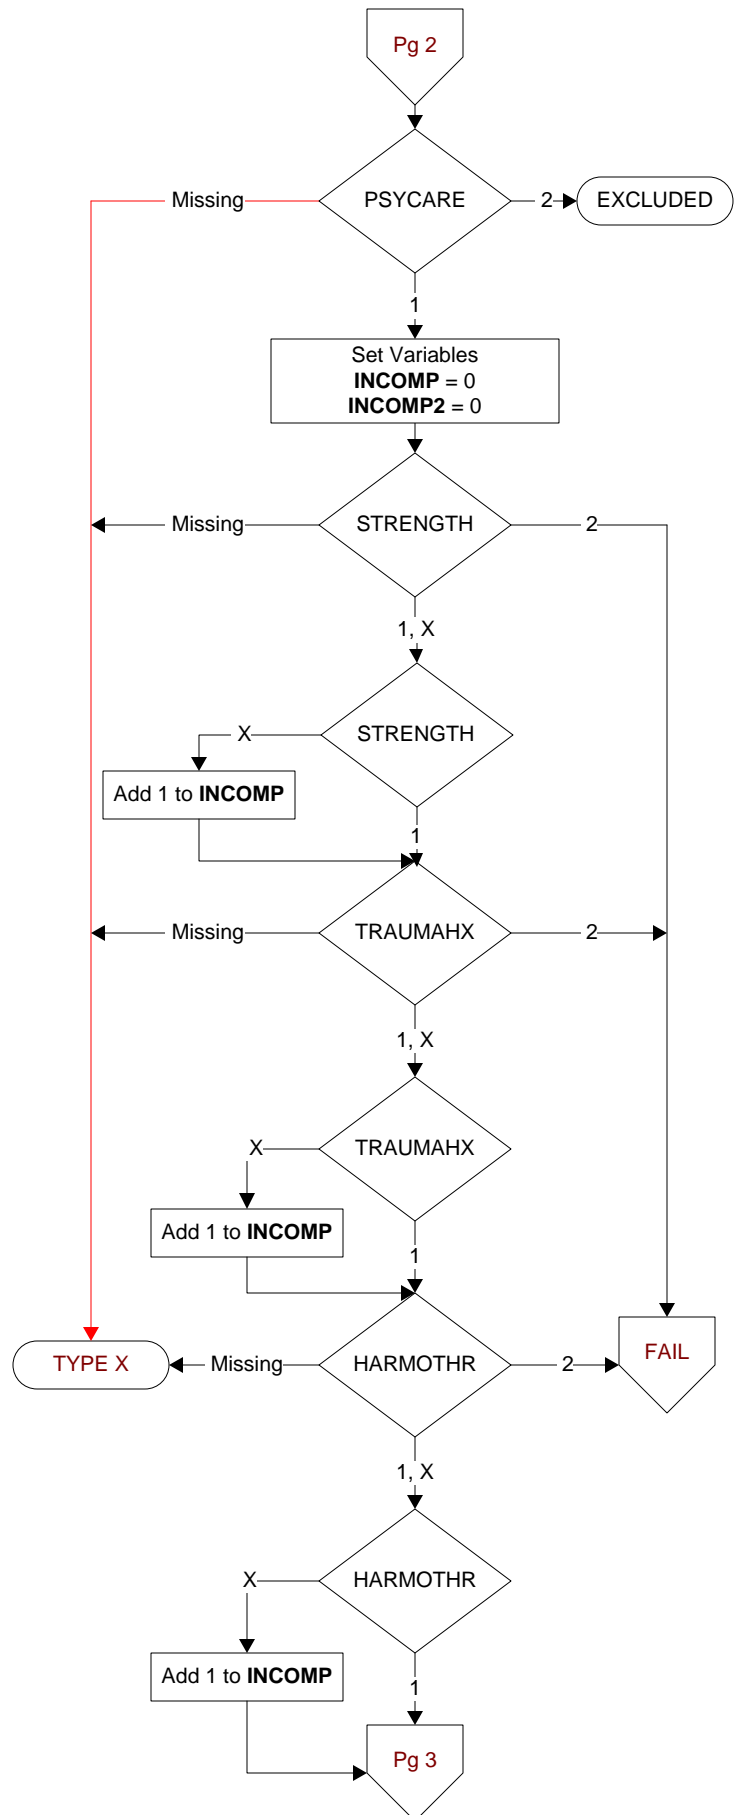 Pg 2
Missing
PSYCARE
2
EXCLUDED
1
Set Variables
INCOMP = 0
INCOMP2 = 0
Missing
STRENGTH
2
1, X
X
STRENGTH
Add 1 to INCOMP
1
Missing
TRAUMAHX
2
1, X
X
TRAUMAHX
Add 1 to INCOMP
1
TYPE X
Missing
HARMOTHR
2
FAIL
1, X
X
HARMOTHR
Add 1 to INCOMP
1
Pg 3